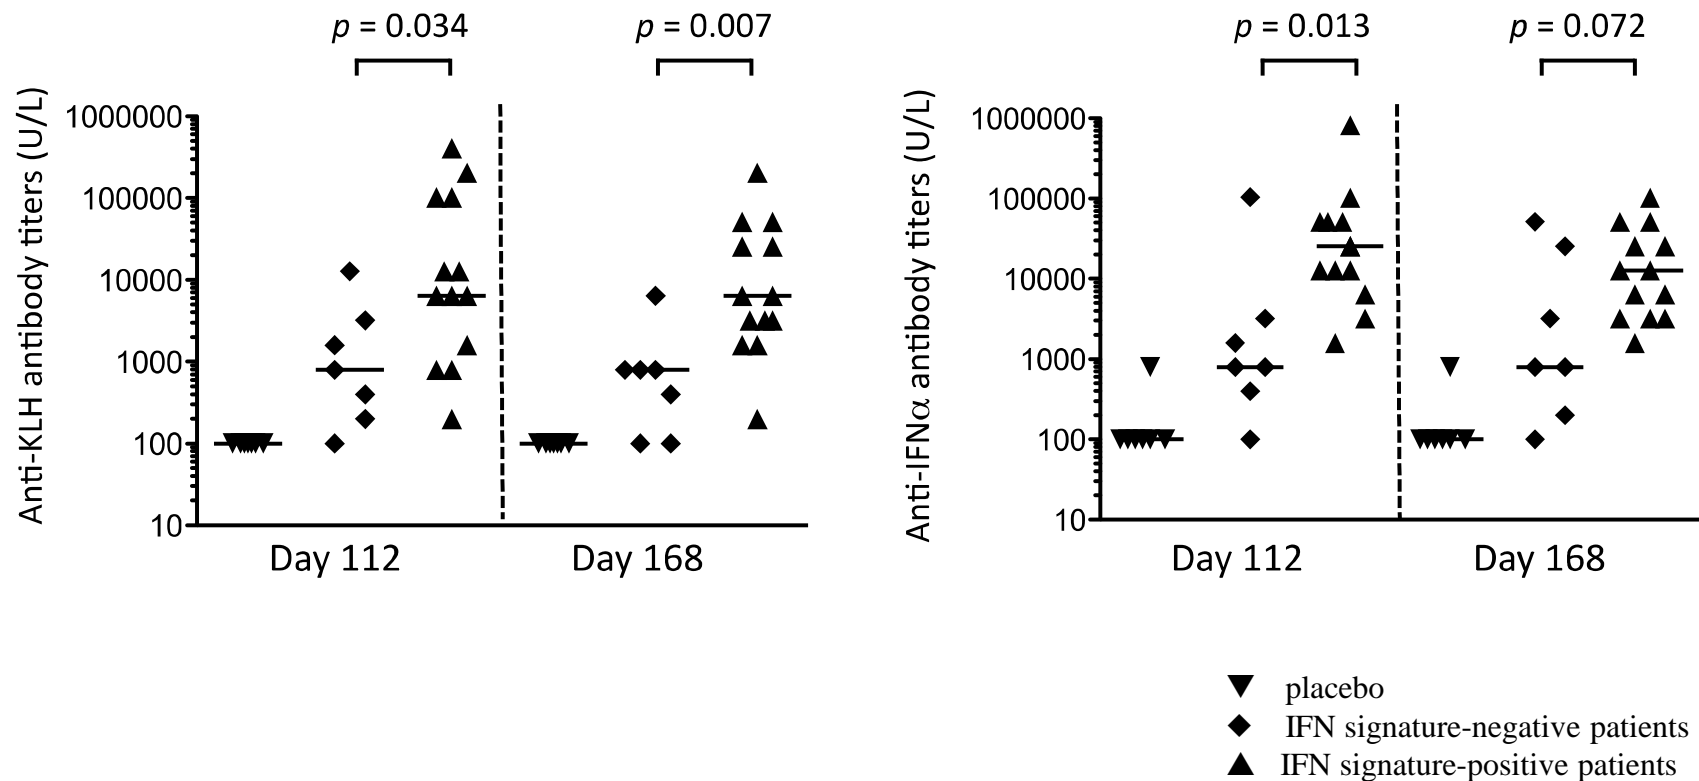 p = 0.034
p = 0.007
Anti-KLH antibody titers (U/L)
1000000
100000
10000
1000
100
10
Day 112
Day 168
p = 0.013
p = 0.072
Anti-IFNα antibody titers (U/L)
1000000
100000
10000
1000
100
10
Day 112
Day 168
placebo
IFN signature-negative patients
IFN signature-positive patients